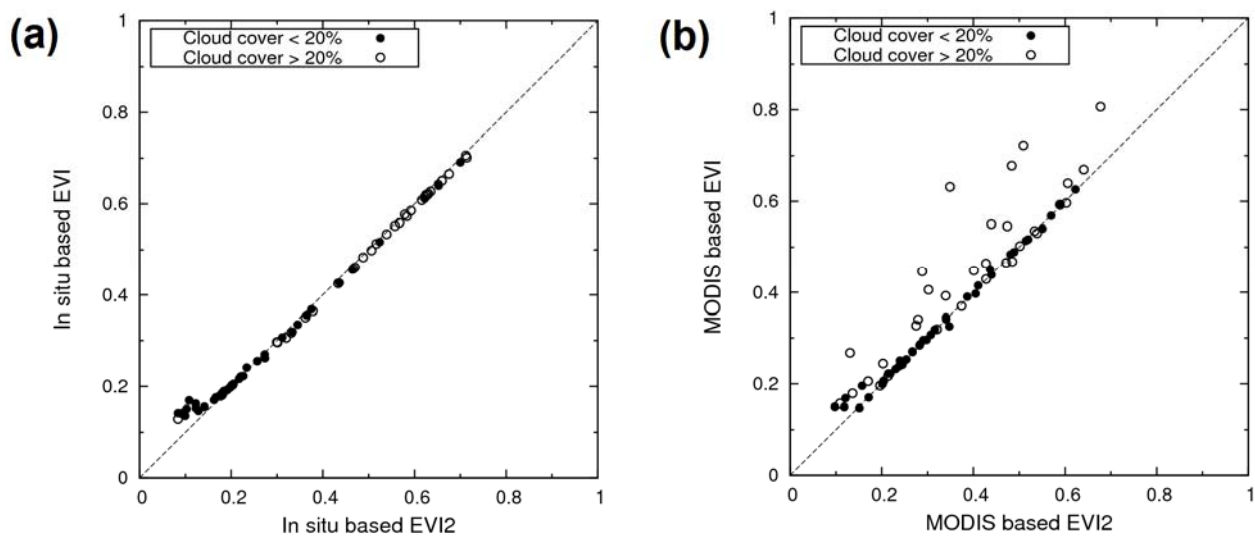 (a)
Cloud cover < 20%
Cloud cover > 20%
1
0.8
0.6
0.4
0.2
0
In situ based EVI
0 0.2 0.4 0.6 0.8 1
In situ based EVI2
(b)
Cloud cover < 20%
Cloud cover > 20%
1
0.8
0.6
0.4
0.2
0
MODIS based EVI
0 0.2 0.4 0.6 0.8 1
MODIS based EVI2